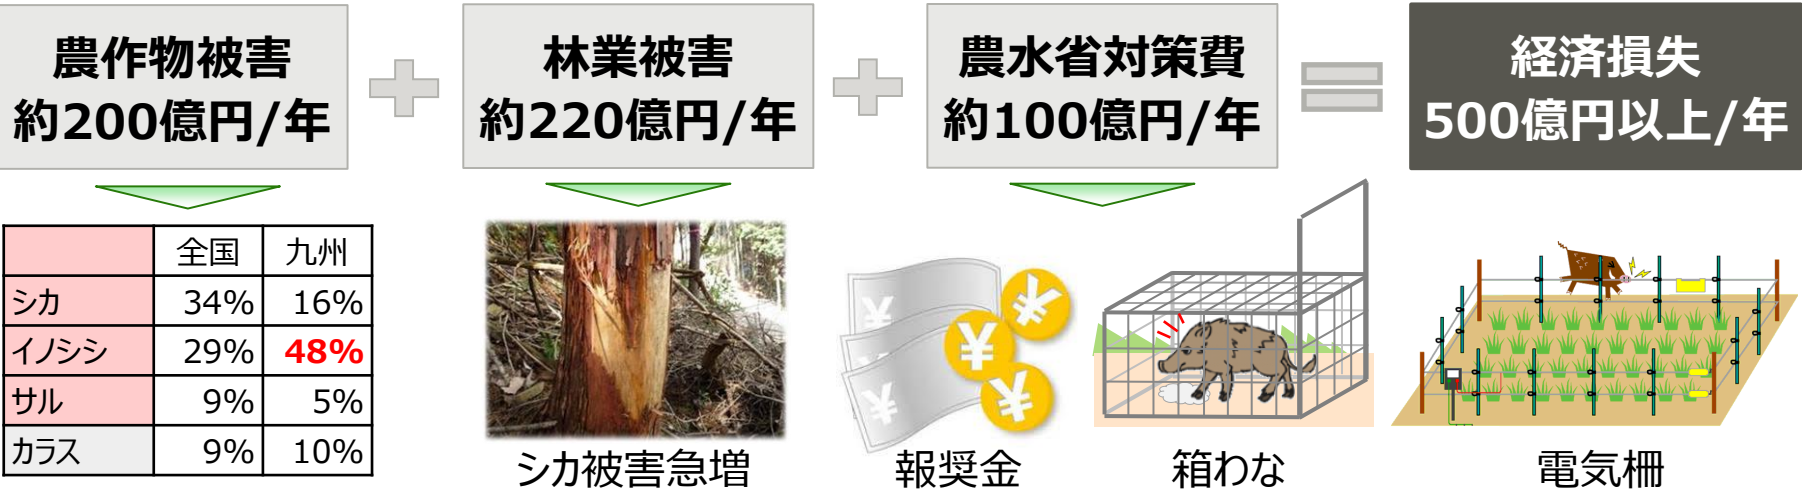 農作物被害
約200億円/年
林業被害
約220億円/年
農水省対策費
約100億円/年
経済損失
500億円以上/年
全国 九州
シカ 34% 16%
イノシシ 29% 48%
サル 9% 5%
カラス 9% 10%
シカ被害急増
¥ ¥ ¥ ¥ ¥ ¥
報奨金
箱わな
電気柵